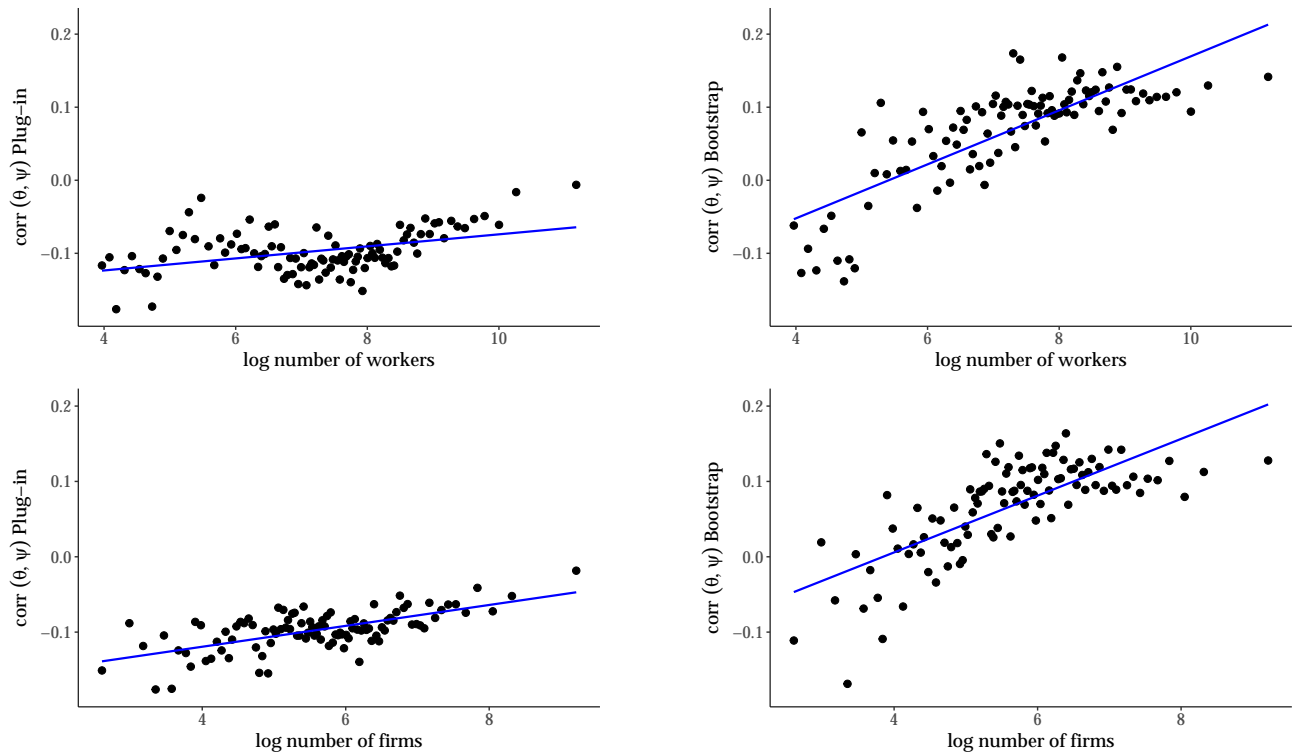 0.2
0.1
0.0
−0.1
corr (θ, ψ) Plug−in
4 6 8 10
log number of workers
0.2
0.1
0.0
−0.1
corr (θ, ψ) Bootstrap
4 6 8 10
log number of workers
0.2
0.1
0.0
−0.1
corr (θ, ψ) Plug−in
4 6 8
log number of firms
0.2
0.1
0.0
−0.1
corr (θ, ψ) Bootstrap
4 6 8
log number of firms